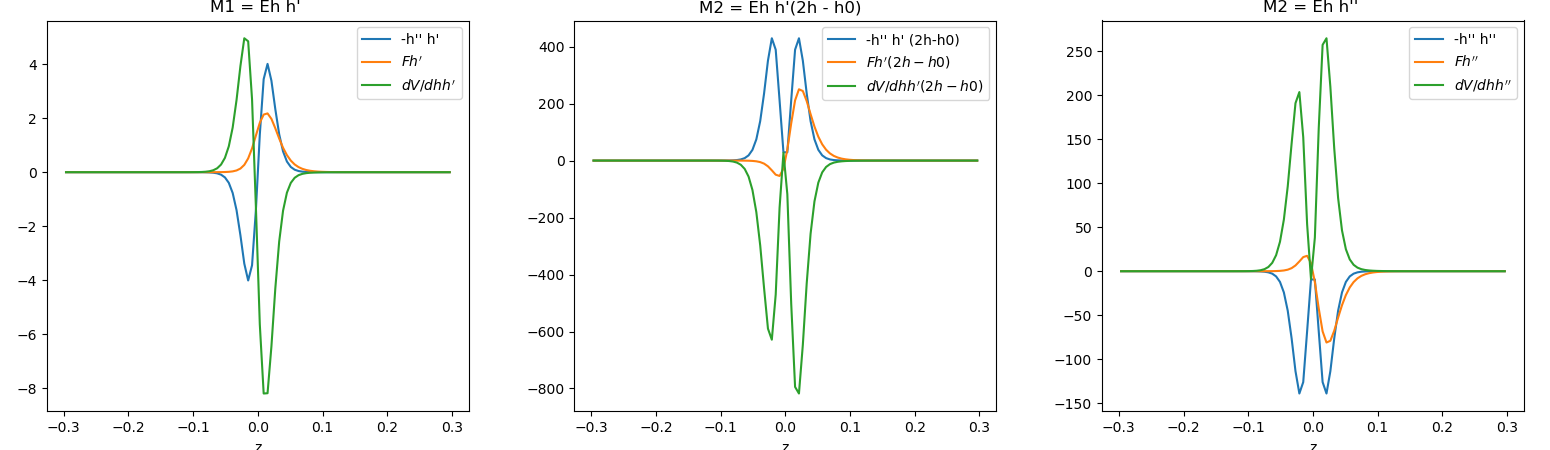 M1 = Eh h'
-h'' h'
Fh′
dV/dhh′
4
2
0
−2
−4
−6
−8
−0.3 −0.2 −0.1 0.0 0.1 0.2 0.3
z
M2 = Eh h'(2h - h0)
-h'' h' (2h-h0)
Fh′(2h − h0)
dV/dhh′(2h − h0)
400
200
0
−200
−400
−600
−800
−0.3 −0.2 −0.1 0.0 0.1 0.2 0.3
z
M2 = Eh h''
-h'' h''
Fh′′
dV/dhh′′
250
200
150
100
50
0
−50
−100
−150
−0.3 −0.2 −0.1 0.0 0.1 0.2 0.3
z